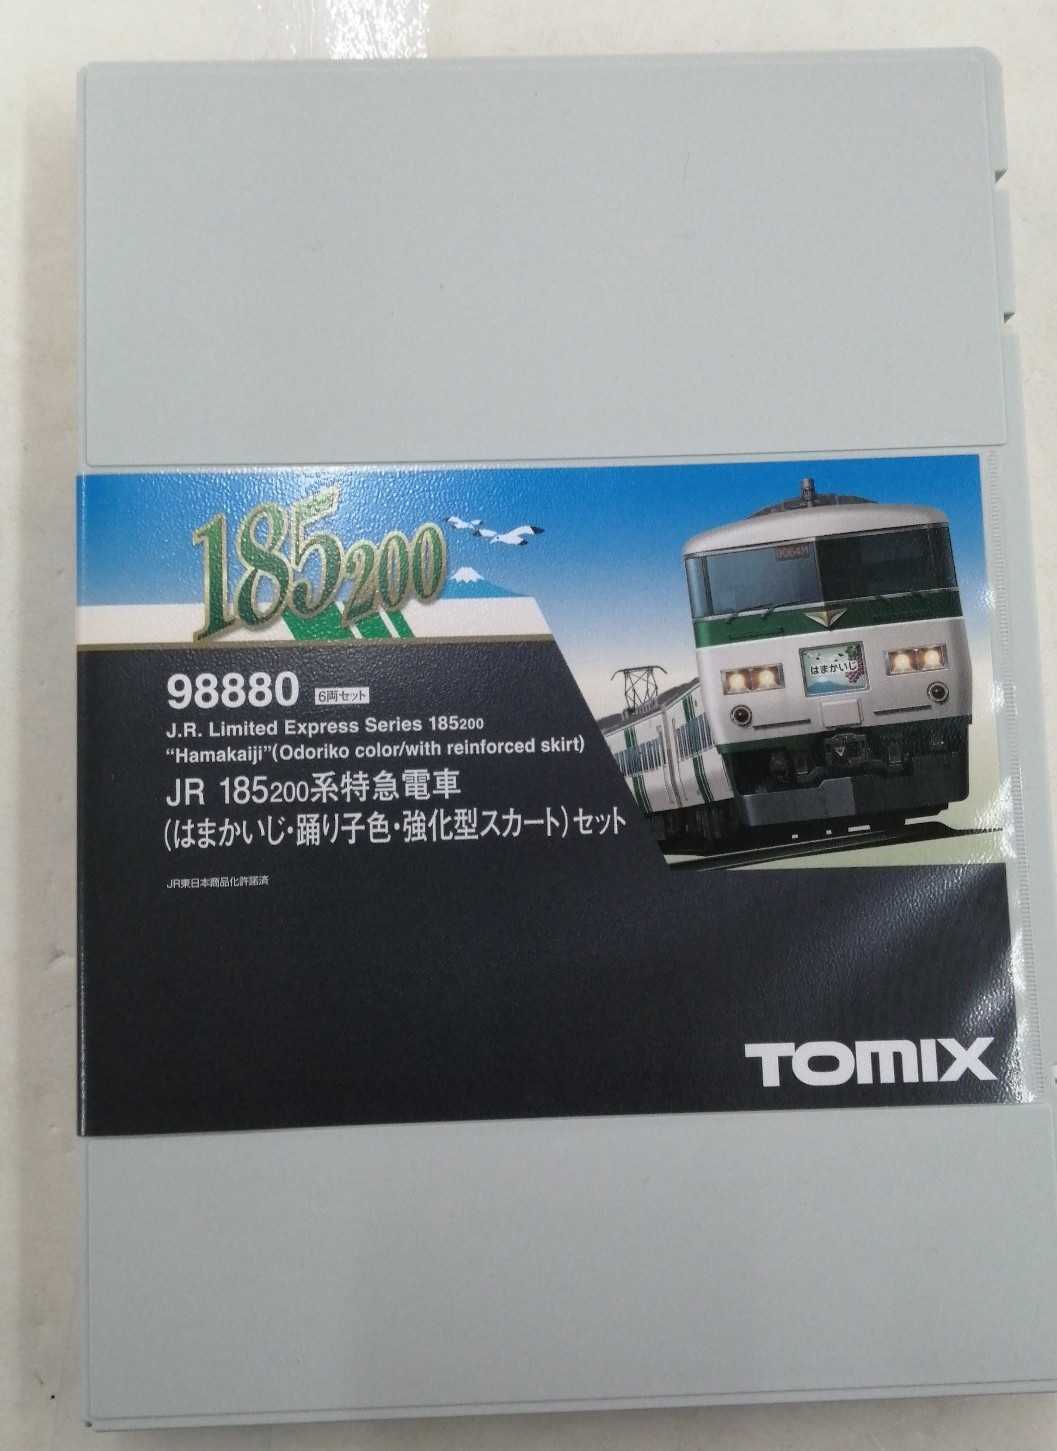 185200
98880 6両セット
J.R. Limited Express Series 185200
“Hamakaiji”(Odoriko color/with reinforced skirt)
JR 185200系特急電車
(はまかいじ・踊り子色・強化型スカート)セット
JR東日本商品化許諾済
9064M
はまかいじ
TOMIX